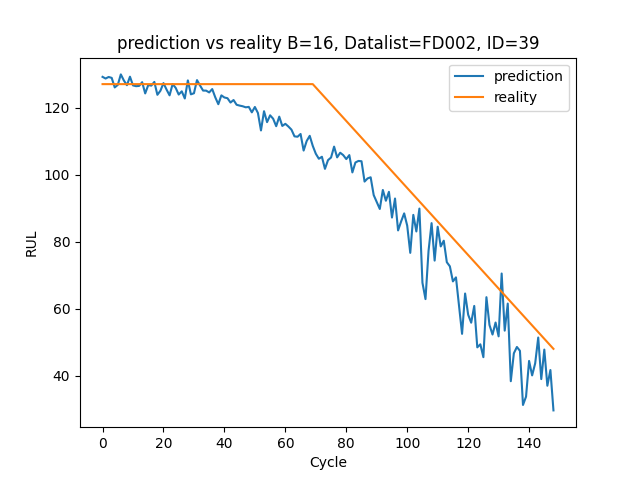 prediction vs reality B=16, Datalist=FD002, ID=39
prediction
reality
RUL
120
100
80
60
40
0 20 40 60 80 100 120 140
Cycle